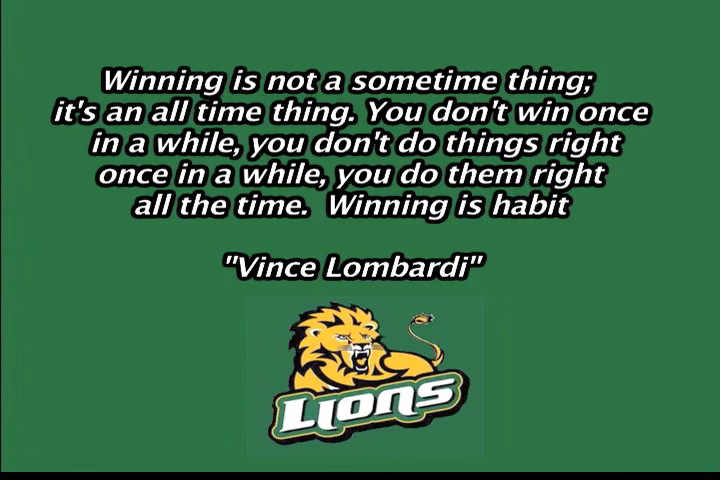 Winning is not a sometime thing;
it's an all time thing. You don't win once
in a while, you don't do things right
once in a while, you do them right
all the time.  Winning is habit
"Vince Lombardi"
Lions